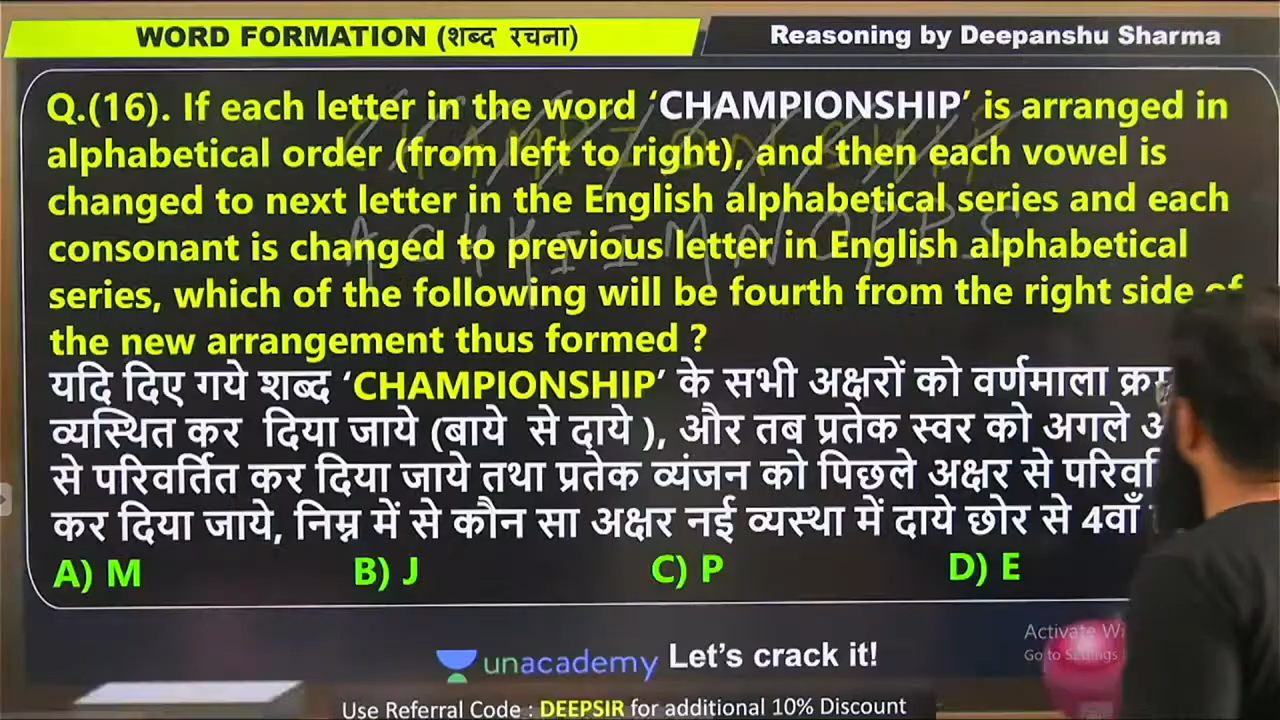 WORD FORMATION (शब्द रचना)
Reasoning by Deepanshu Sharma
Q.(16). If each letter in the word ‘CHAMPIONSHIP’ is arranged in
alphabetical order (from left to right), and then each vowel is
changed to next letter in the English alphabetical series and each
consonant is changed to previous letter in English alphabetical
series, which of the following will be fourth from the right side of
the new arrangement thus formed ?
यदि दिए गये शब्द ‘CHAMPIONSHIP’ के सभी अक्षरों को वर्णमाला
व्यस्थित कर दिया जाये (बाये से दाये ), और तब प्रतेक स्वर को अगले
से परिवर्तित कर दिया जाये तथा प्रतेक व्यंजन को पिछले अक्षर से
कर दिया जाये, निम्न में से कौन सा अक्षर नई व्यस्था में दाये छोर से 4वाँ
A) M B) J C) P D) E
unacademy Let’s crack it!
Use Referral Code : DEEPSIR for additional 10% Discount